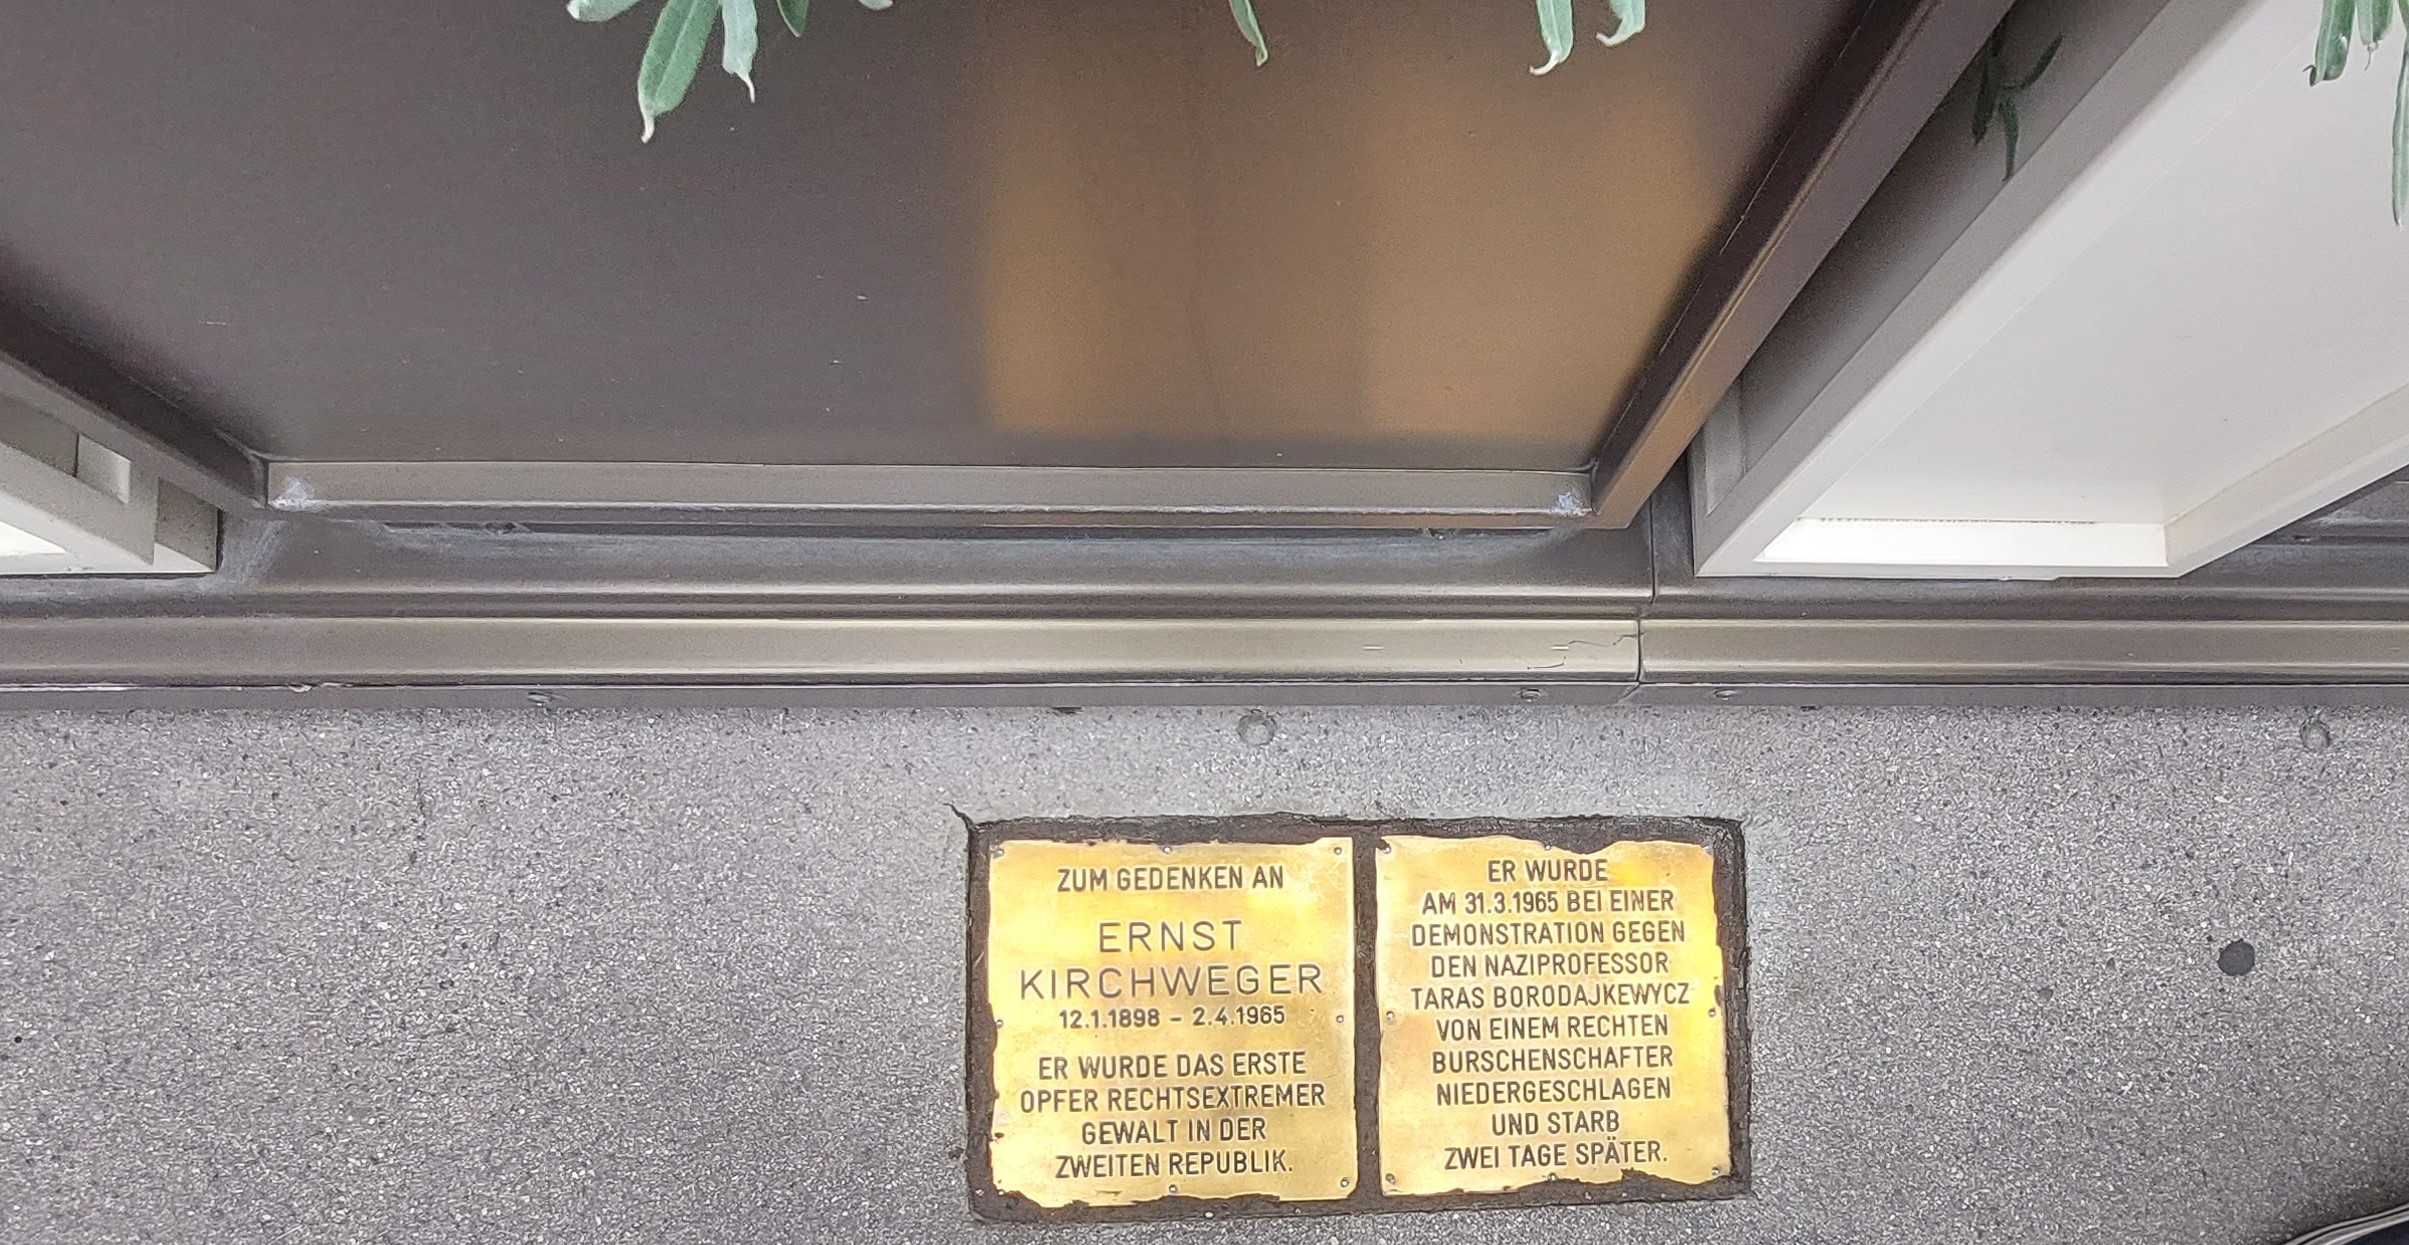 ZUM GEDENKEN AN
ERNST
KIRCHWEGER
12.1.1898 – 2.4.1965
ER WURDE DAS ERSTE
OPFER RECHTSEXTREMER
GEWALT IN DER
ZWEITEN REPUBLIK.
ER WURDE
AM 31.3.1965 BEI EINER
DEMONSTRATION GEGEN
DEN NAZIPROFESSOR
TARAS BORODAJKEWYCZ
VON EINEM RECHTEN
BURSCHENSCHAFTER
NIEDERGESCHLAGEN
UND STARB
ZWEI TAGE SPÄTER.